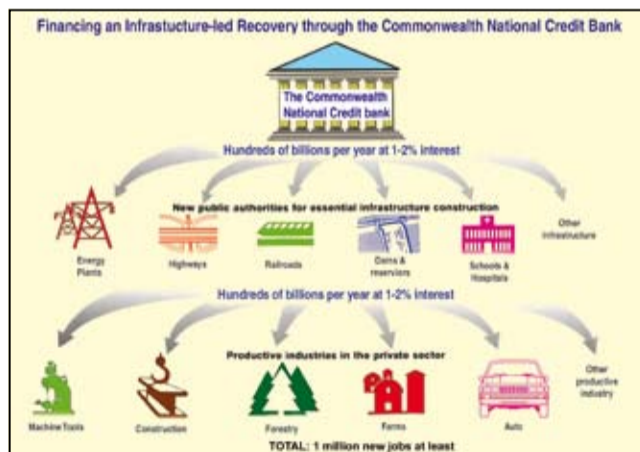 Financing an Infrastucture-led Recovery through the Commonwealth National Credit Bank
The Commonwealth
National Credit bank
Hundreds of billions per year at 1-2% interest
New public authorities for essential infrastructure construction
Energy
Plants
Highways
Railroads
Dams &
reserviers
Schools &
Hospitals
Other
infrastructure
Hundreds of billions per year at 1-2% interest
Productive industries in the private sector
Machine Tools
Construction
Forestry
Farms
Auto
Other
productive
industry
TOTAL: 1 million new jobs at least